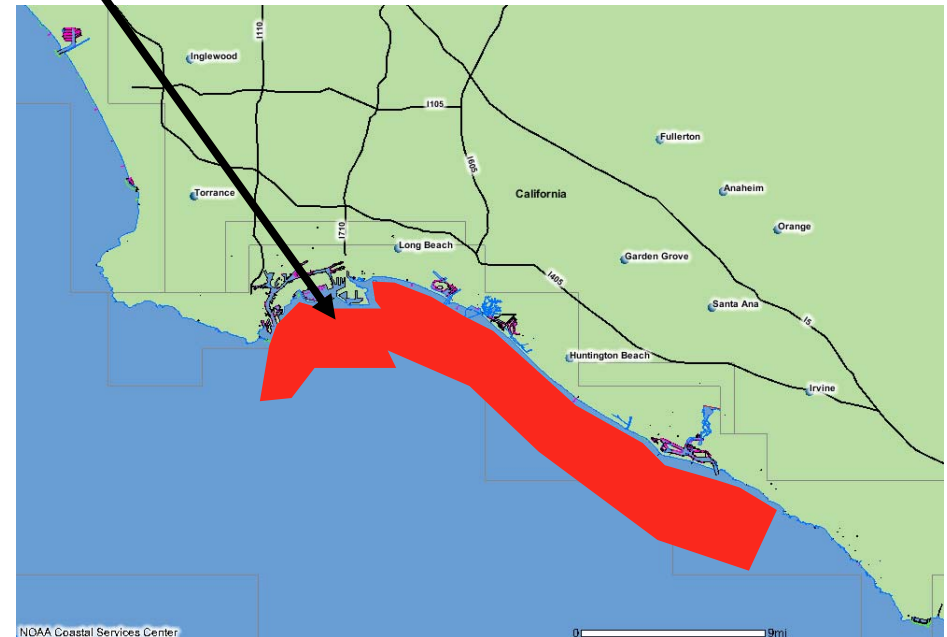 I110
Inglewood
I105
Fullerton
I605
California
Anaheim
Torrance
Orange
I710
Long Beach
Garden Grove
I405
Santa Ana
I5
Huntington Beach
Irvine
NOAA Coastal Services Center
0
9mi